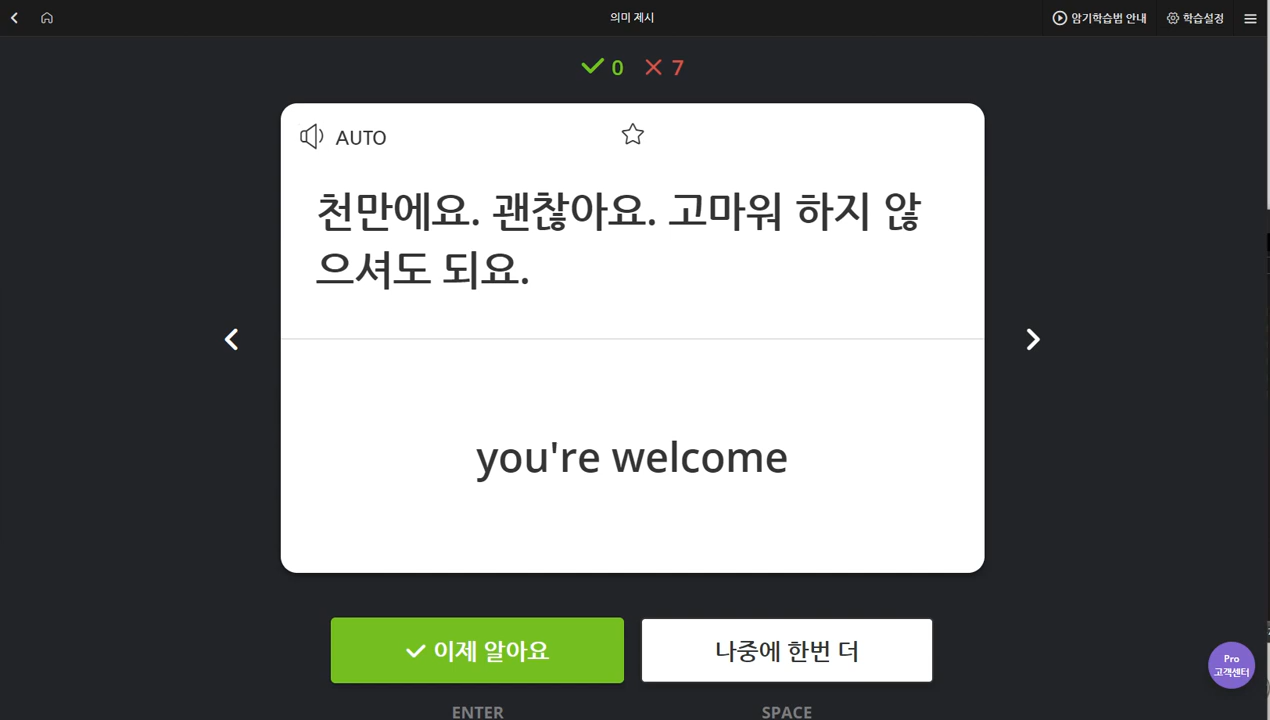 의미 제시
암기학습법 안내
학습설정
0
7
AUTO
천만에요. 괜찮아요. 고마워 하지 않
으셔도 되요.
you're welcome
이제 알아요
나중에 한번 더
ENTER
SPACE
Pro
고객센터